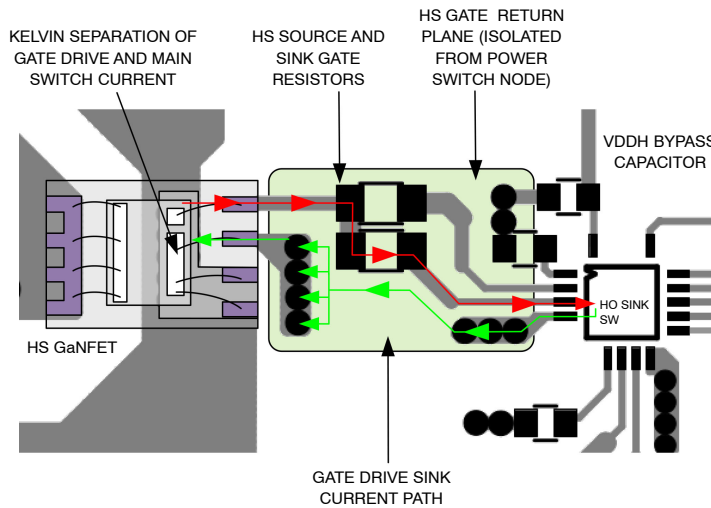 KELVIN SEPARATION OF
GATE DRIVE AND MAIN
SWITCH CURRENT
HS SOURCE AND
SINK GATE
RESISTORS
HS GATE RETURN
PLANE (ISOLATED
FROM POWER
SWITCH NODE)
VDDH BYPASS
CAPACITOR
HO SINK
SW
HS GaNFET
GATE DRIVE SINK
CURRENT PATH